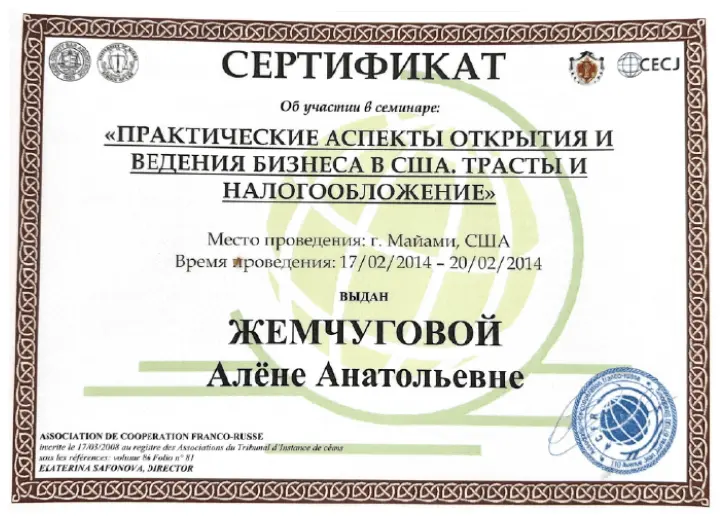 CECJ
СЕРТИФИКАТ
Об участии в семинаре:
«ПРАКТИЧЕСКИЕ АСПЕКТЫ ОТКРЫТИЯ И
ВЕДЕНИЯ БИЗНЕСА В США. ТРАСТЫ И
НАЛОГООБЛОЖЕНИЕ»
Место проведения: г. Майами, США
Время проведения: 17/02/2014 – 20/02/2014
ВЫДАН
ЖЕМЧУГОВОЙ
Алёне Анатольевне
ASSOCIATION DE COOPERATION FRANCO-RUSSE
inscrite le 17/03/2008 au registre des Associations du Tribunal d'Instance de
sous les références: volume 86 Folio n° 81
EKATERINA SAFONOVA, DIRECTOR